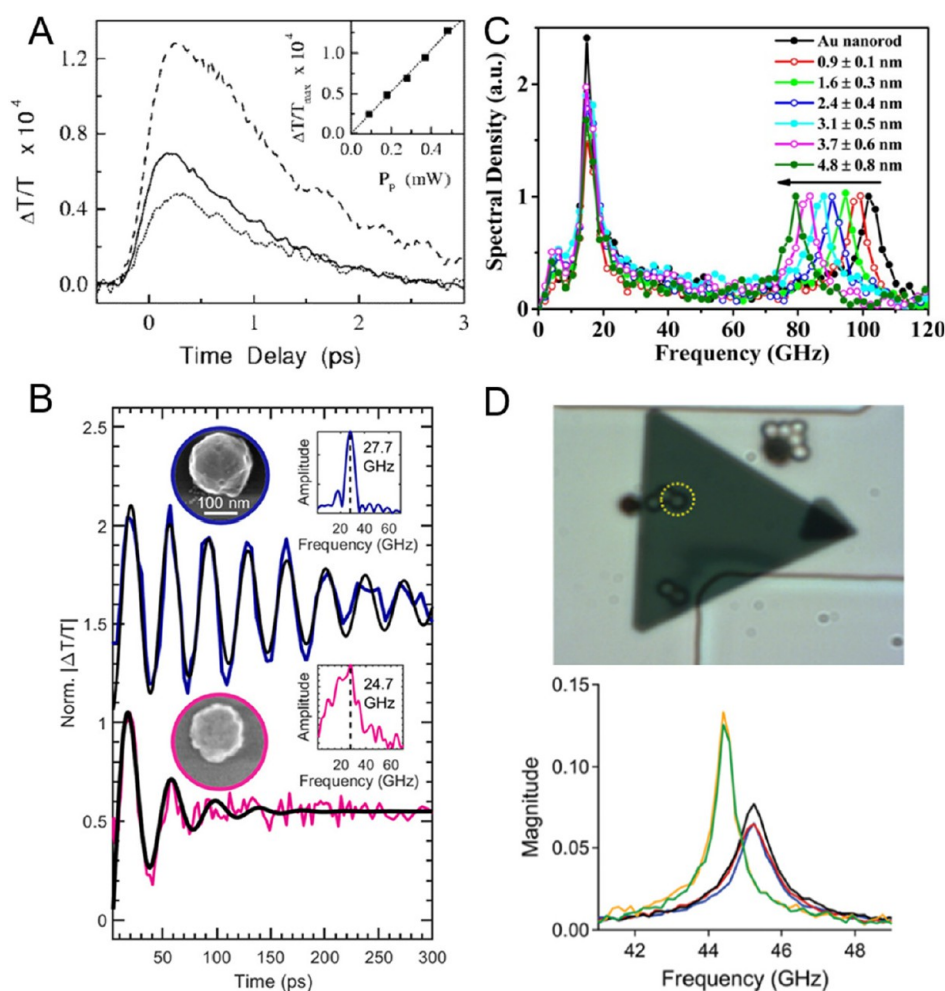 A
ΔT/T x 10⁴
1.2
0.8
0.4
0.0
0 1 2 3
Time Delay (ps)
ΔT/T_max x 10⁴
1.2
0.8
0.4
0.0
0.0 0.2 0.4
P_p (mW)
C
Spectral Density (a.u.)
2
1
0
0 20 40 60 80 100 120
Frequency (GHz)
Au nanorod
0.9 ± 0.1 nm
1.6 ± 0.3 nm
2.4 ± 0.4 nm
3.1 ± 0.5 nm
3.7 ± 0.6 nm
4.8 ± 0.8 nm
B
Norm. |ΔT/T|
2.5
2
1.5
1
0.5
0
0 50 100 150 200 250 300
Time (ps)
100 nm
Amplitude
27.7
GHz
20 40 60
Frequency (GHz)
Amplitude
24.7
GHz
20 40 60
Frequency (GHz)
D
Magnitude
0.15
0.10
0.05
0.00
42 44 46 48
Frequency (GHz)